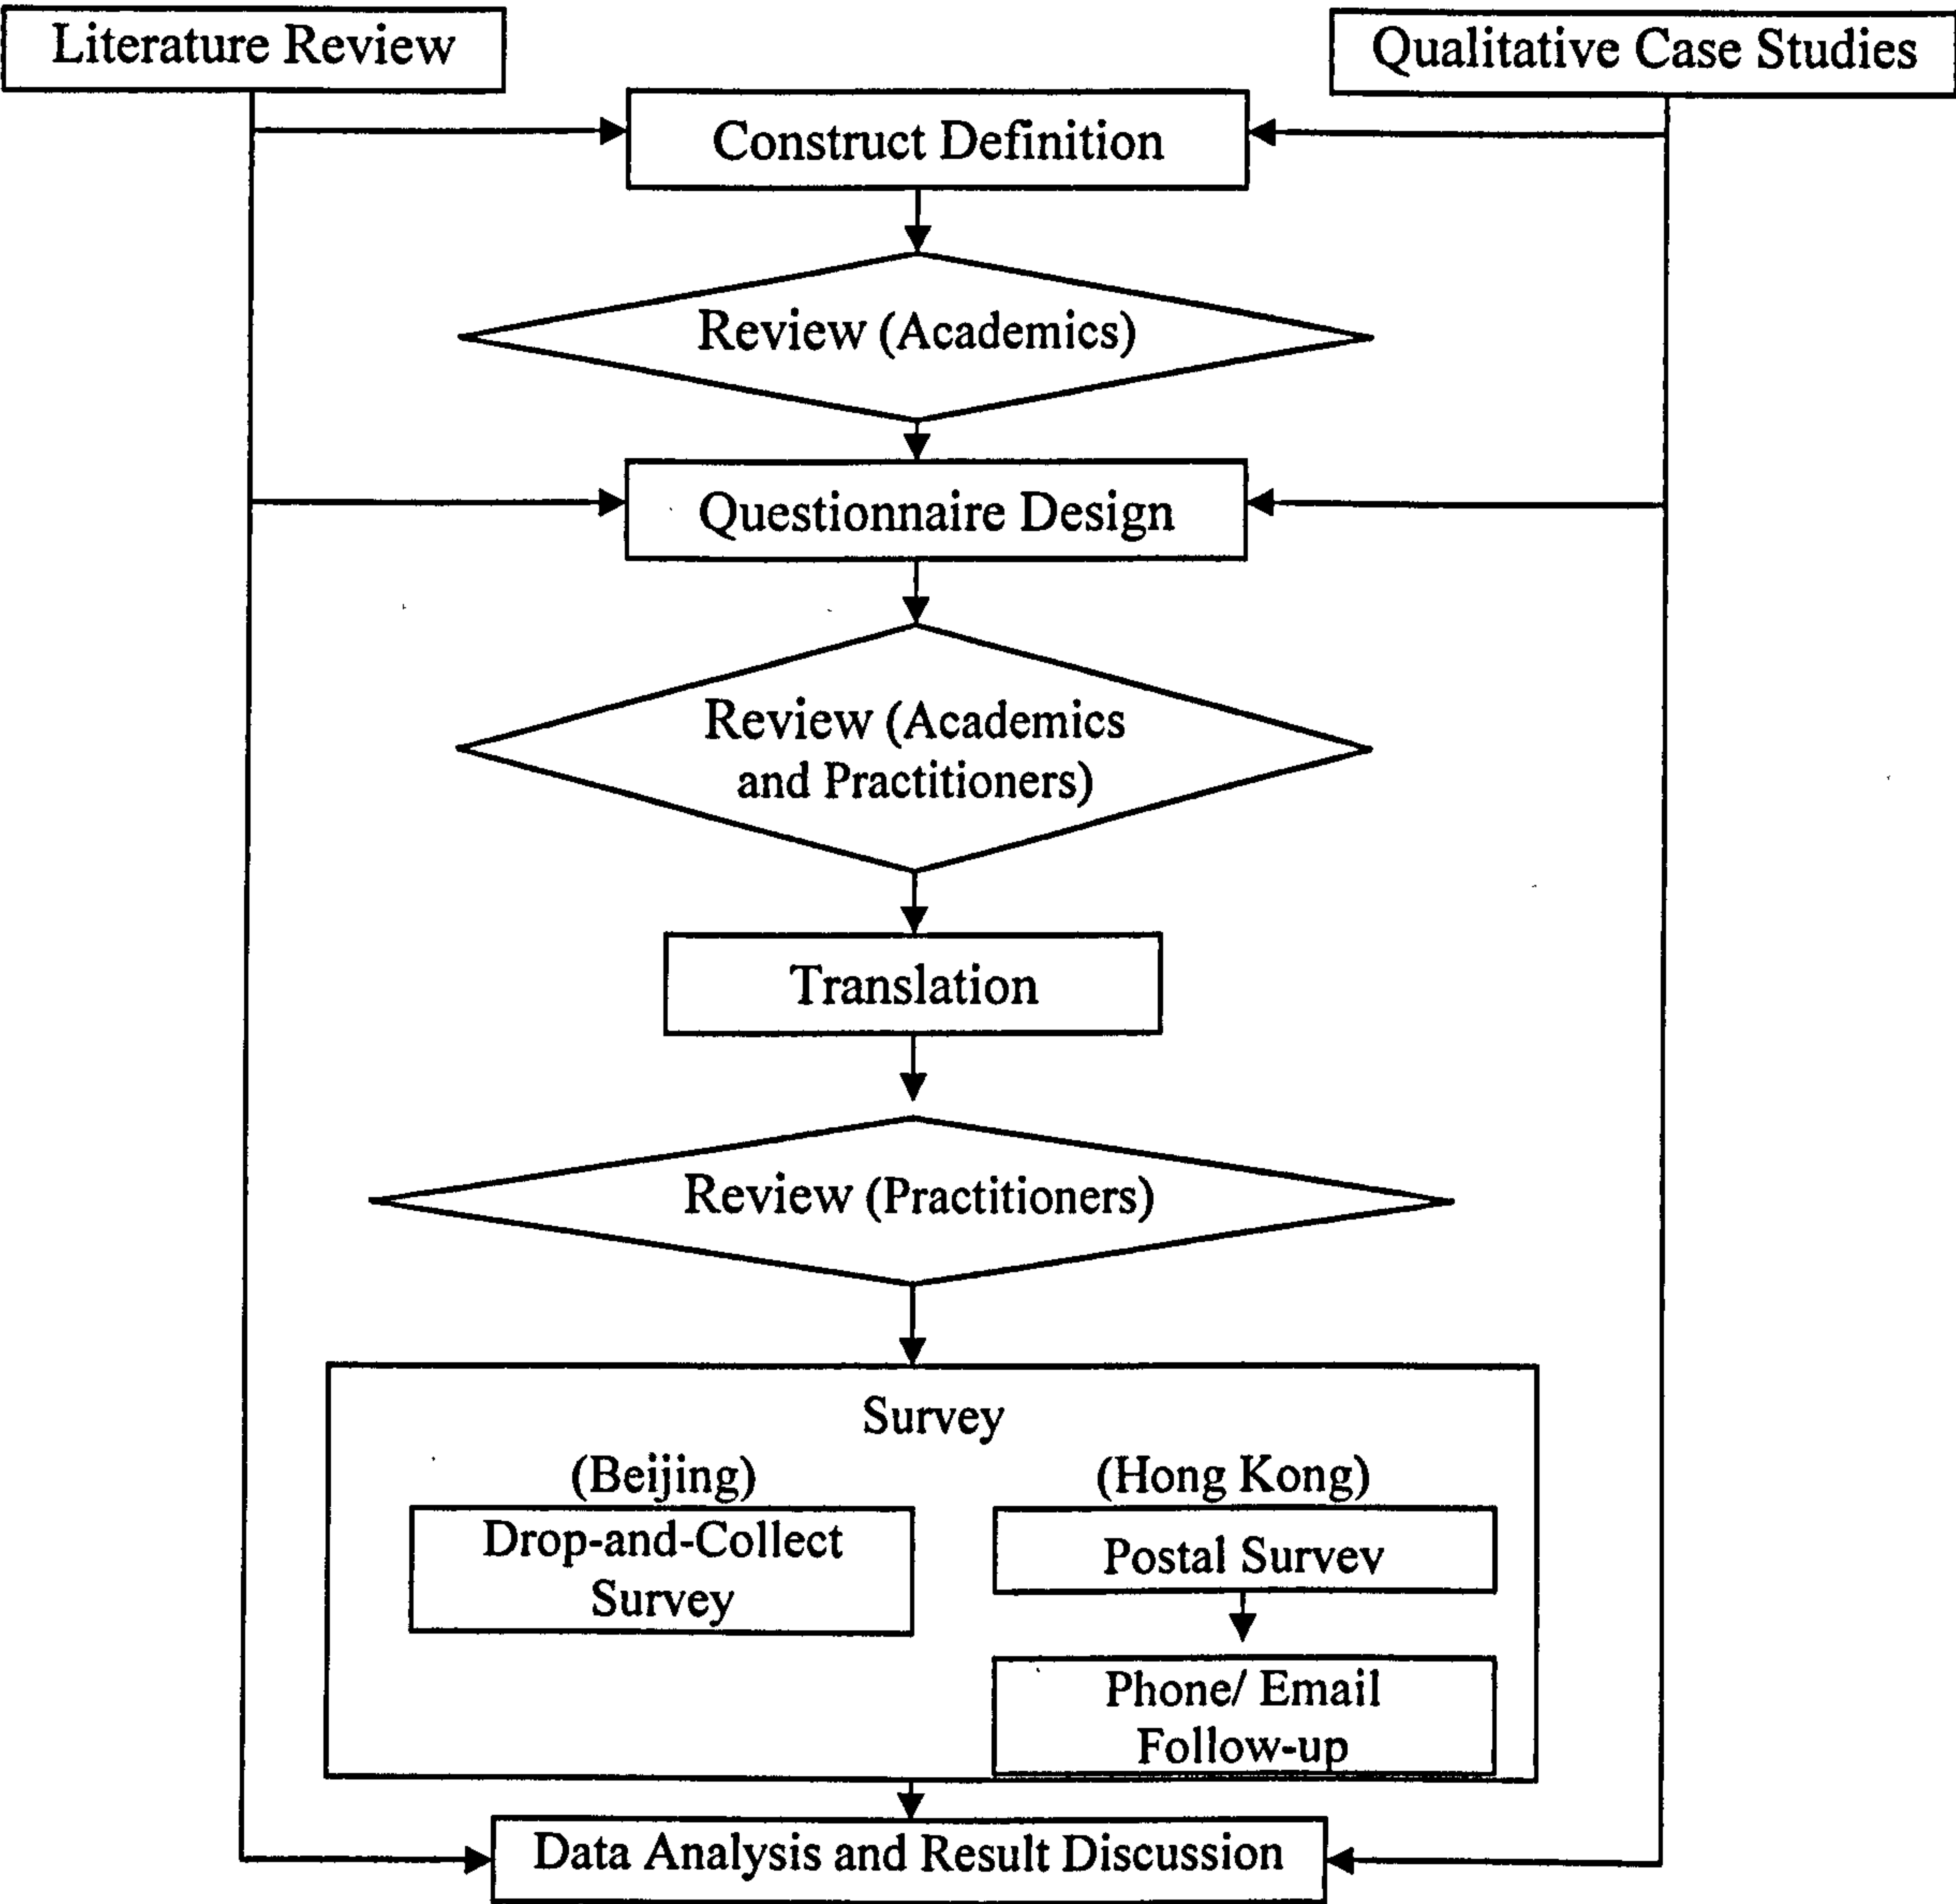 Literature Review
Qualitative Case Studies
Construct Definition
Review (Academics)
Questionnaire Design
Review (Academics
and Practitioners)
Translation
Review (Practitioners)
Survey
(Beijing)
(Hong Kong)
Drop-and-Collect
Survey
Postal Survey
Phone/ Email
Follow-up
Data Analysis and Result Discussion